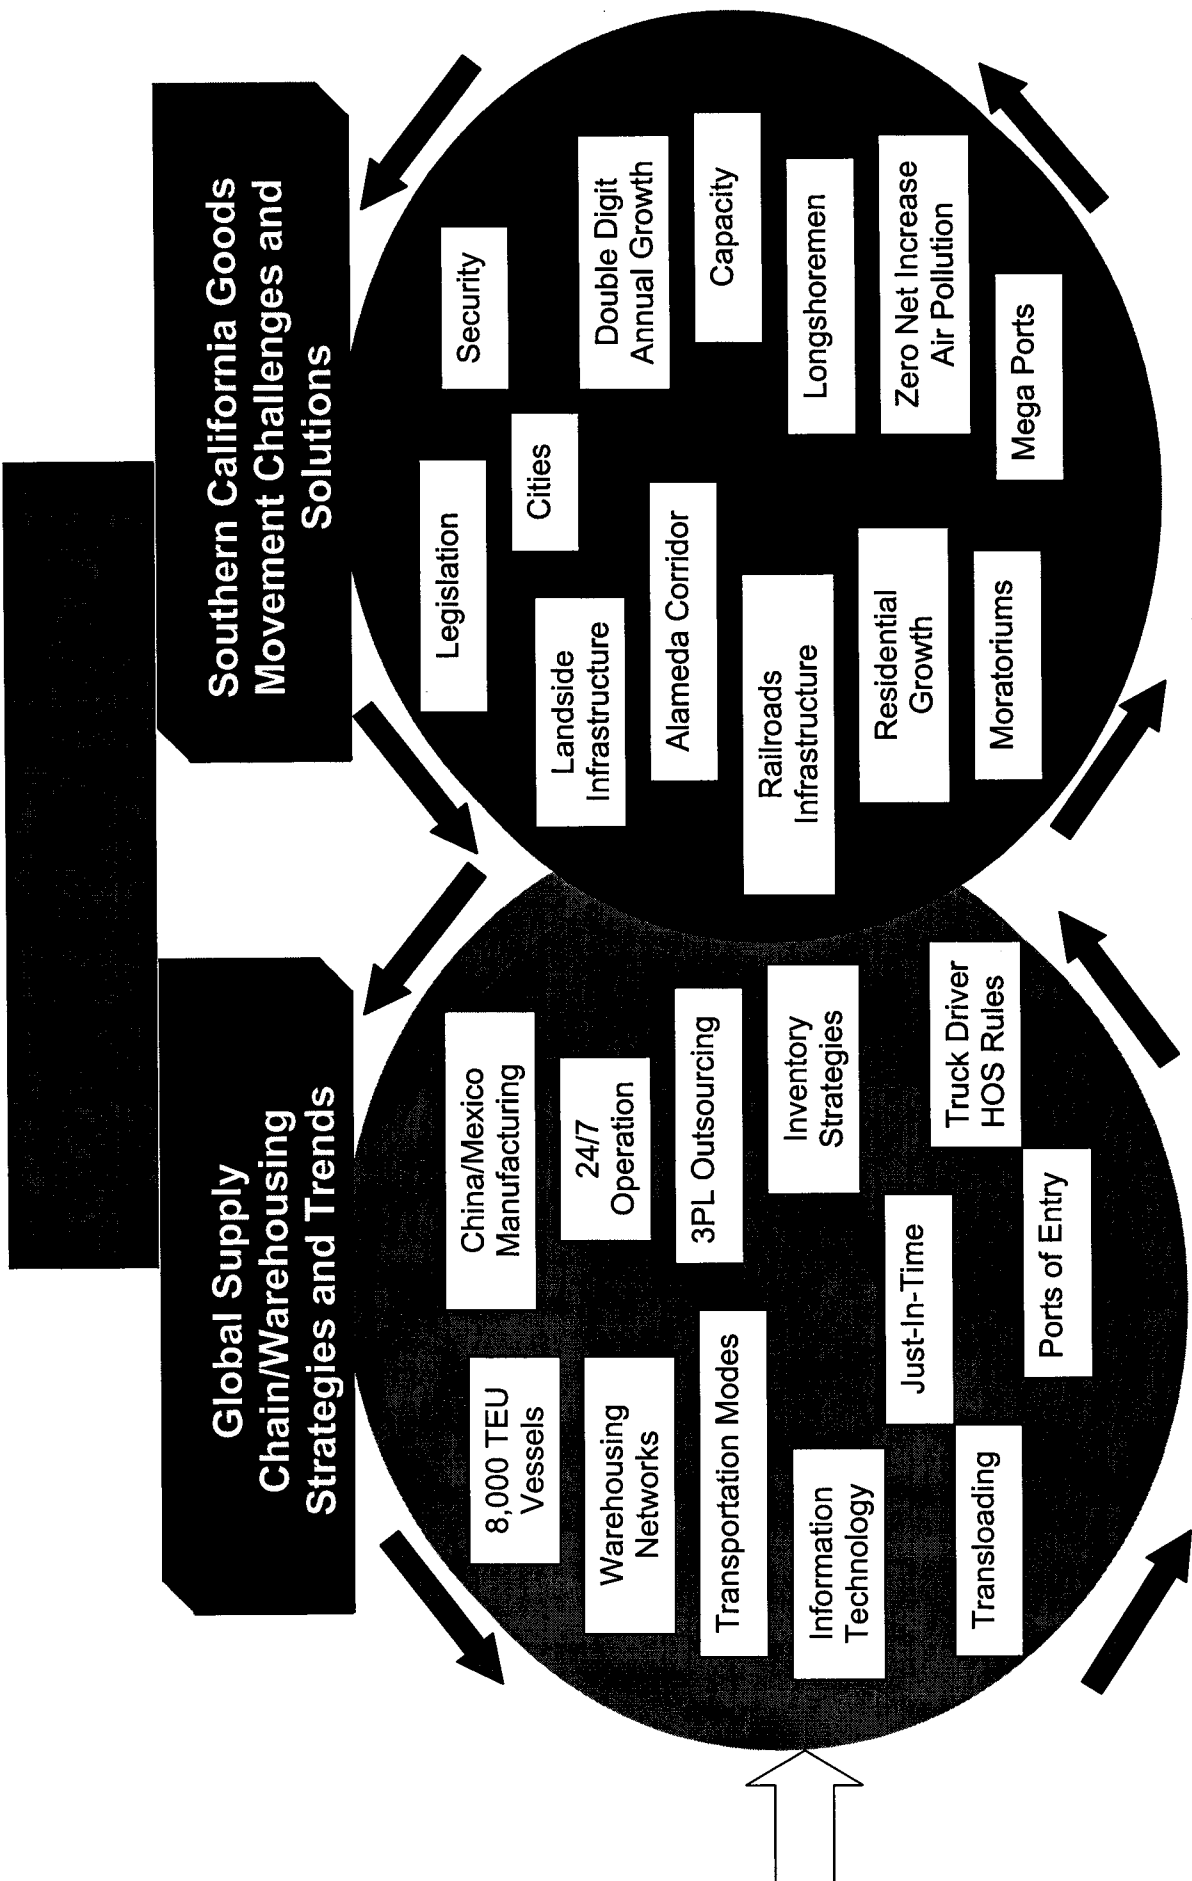 Global Supply
Chain/Warehousing
Strategies and Trends
8,000 TEU
Vessels
China/Mexico
Manufacturing
Warehousing
Networks
24/7
Operation
Transportation Modes
3PL Outsourcing
Information
Technology
Inventory
Strategies
Just-In-Time
Truck Driver
HOS Rules
Transloading
Ports of Entry
Southern California Goods
Movement Challenges and
Solutions
Legislation
Security
Cities
Landside
Infrastructure
Double Digit
Annual Growth
Alameda Corridor
Capacity
Railroads
Infrastructure
Longshoremen
Residential
Growth
Zero Net Increase
Air Pollution
Moratoriums
Mega Ports